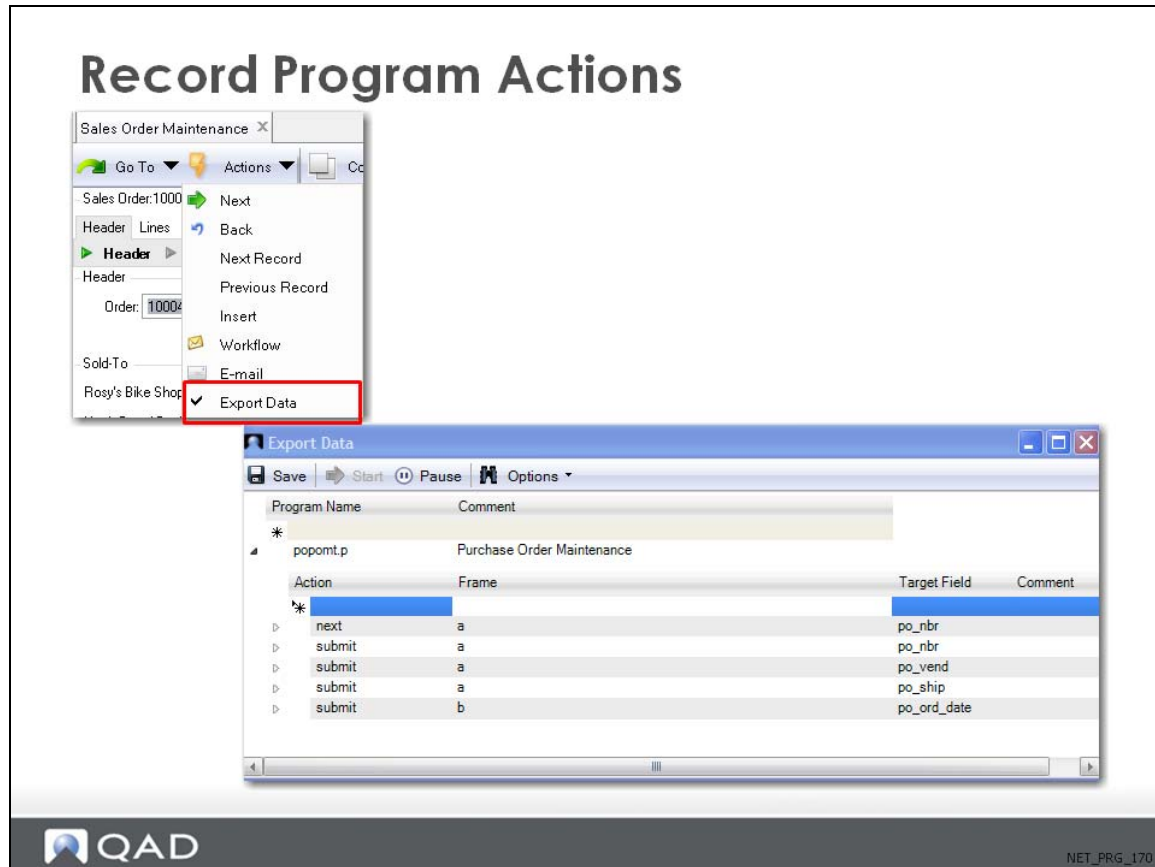 Record Program Actions
Sales Order Maintenance X
Go To Actions
Sales Order:1000
Next
Header Lines
Back
Header
Next Record
Header
Previous Record
Order: 10004
Insert
Workflow
Sold-To
E-mail
Rosy's Bike Shop
Export Data
Export Data
Save Start Pause Options
Program Name Comment
popomt.p Purchase Order Maintenance
Action Frame Target Field Comment
next a po_nbr
submit a po_nbr
submit a po_vend
submit a po_ship
submit b po_ord_date
QAD
NET_PRG_170